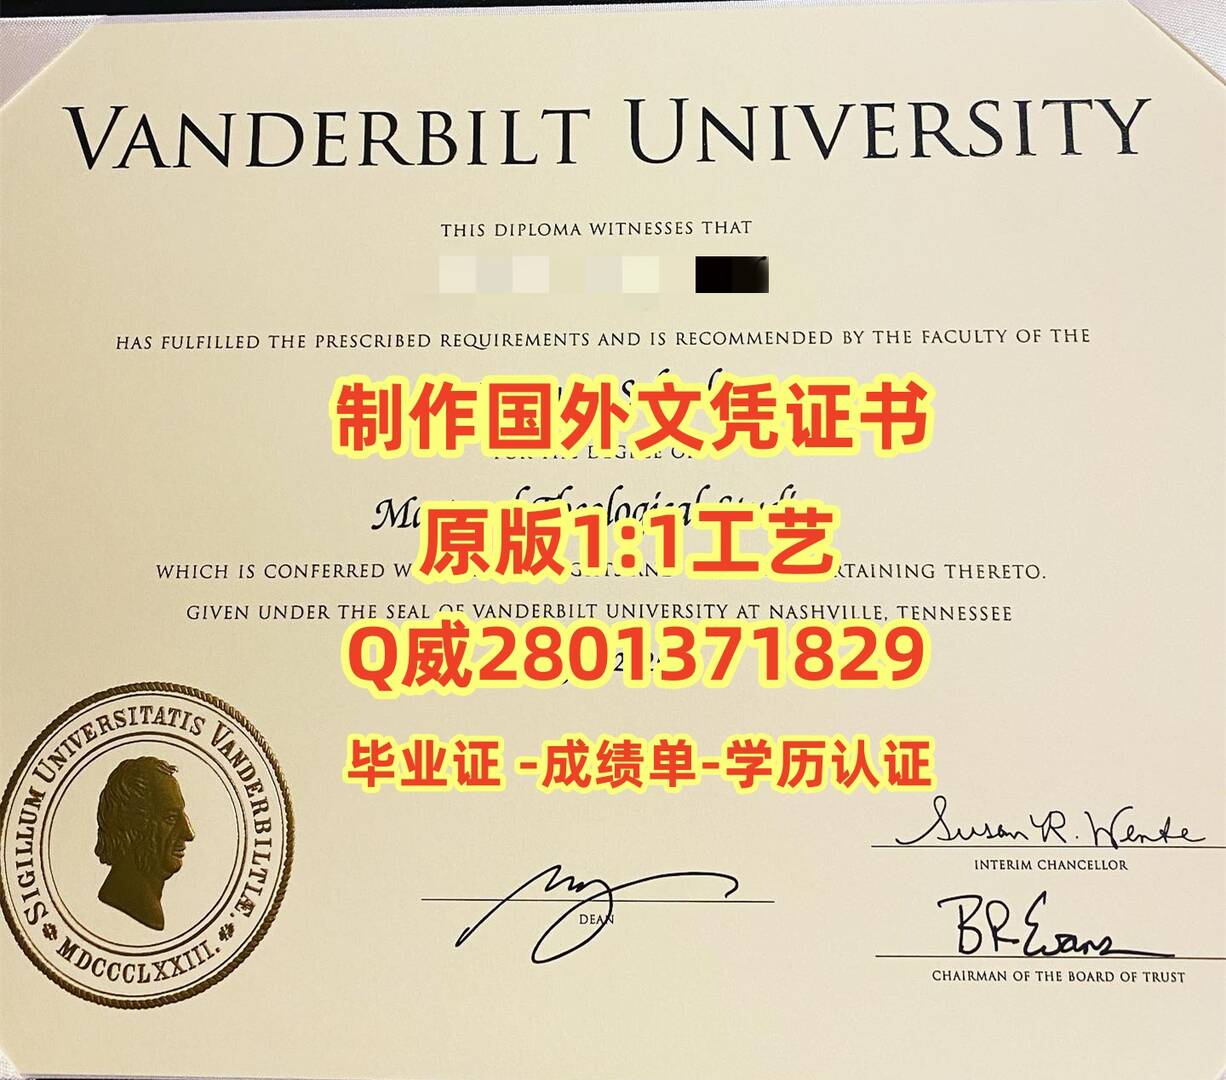 VANDERBILT UNIVERSITY
THIS DIPLOMA WITNESSES THAT
HAS FULFILLED THE PRESCRIBED REQUIREMENTS AND IS RECOMMENDED BY THE FACULTY OF THE
制作国外文凭证书
原版1:1工艺
WHICH IS CONFERRED
THERETO.
GIVEN UNDER THE SEAL OF VANDERBILT UNIVERSITY AT NASHVILLE, TENNESSEE
Q威2801371829
毕业证 -成绩单-学历认证
SIGILLUM UNIVERSITATIS VANDERBILTIÆ.
MDCCCLXXIII.
Susan R. Wente
INTERIM CHANCELLOR
DEAN
BR Evans
CHAIRMAN OF THE BOARD OF TRUST